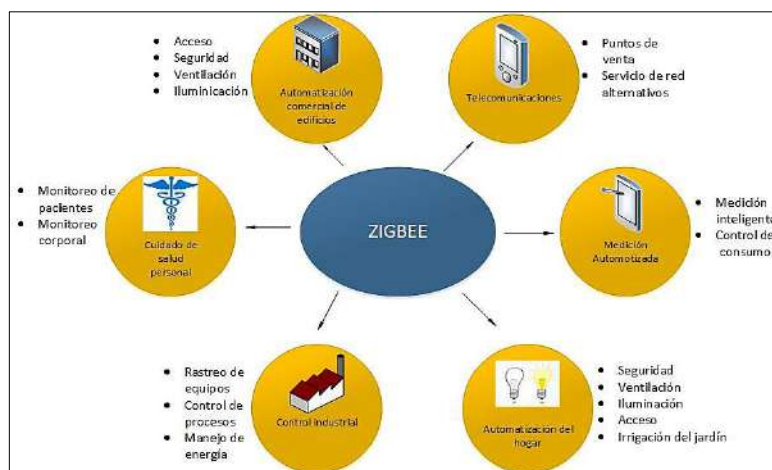 Acceso
Seguridad
Ventilación
Iluminicación
Automatización
comercial de
edificios
Telecomunicaciones
Puntos de
venta
Servicio de red
alternativos
Monitoreo de
pacientes
Monitoreo
corporal
Cuidado de
salud
personal
ZIGBEE
Medición
Automotizada
Medición
inteligente
Control de
consumo
Rastreo de
equipos
Control de
procesos
Manejo de
energía
Control industrial
Automatización del
hogar
Seguridad
Ventilación
Iluminación
Acceso
Irrigación del jardín